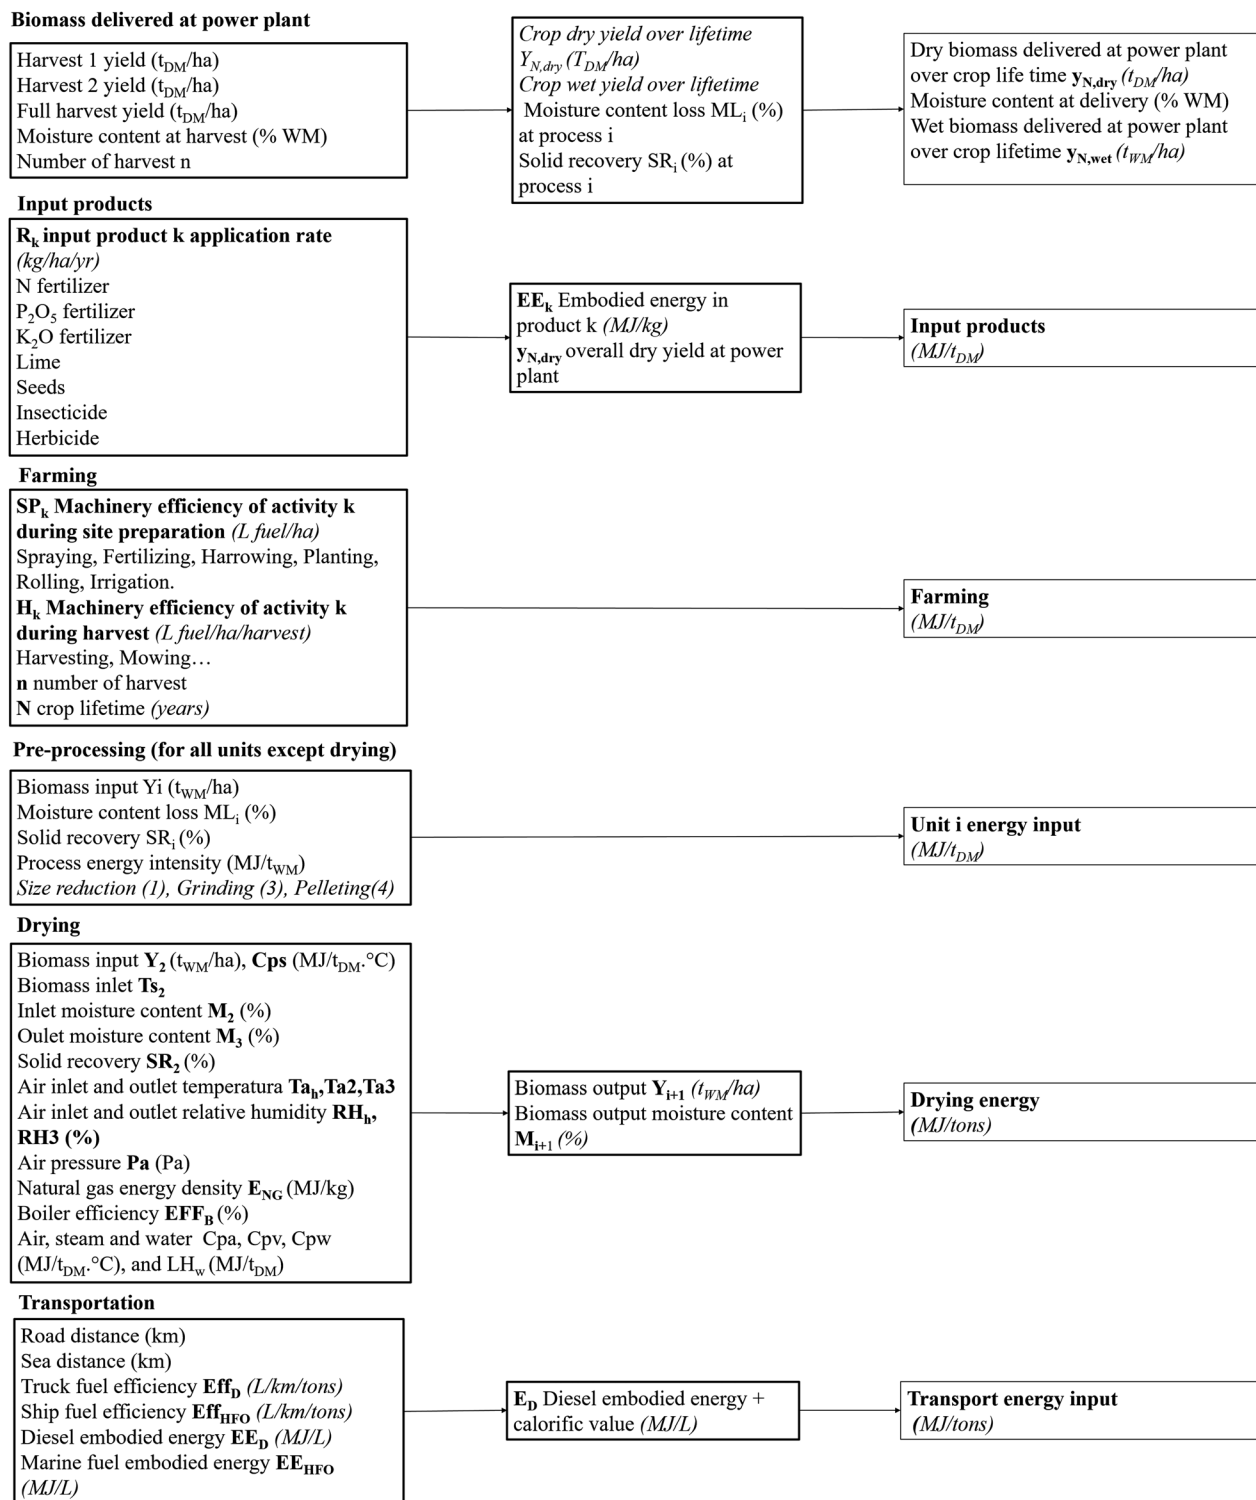 Biomass delivered at power plant
Harvest 1 yield (tDM/ha)
Harvest 2 yield (tDM/ha)
Full harvest yield (tDM/ha)
Moisture content at harvest (% WM)
Number of harvest n
Crop dry yield over lifetime
YN,dry (TDM/ha)
Crop wet yield over liftetime
Moisture content loss MLi (%)
at process i
Solid recovery SRi (%) at
process i
Dry biomass delivered at power plant
over crop life time yN,dry (tDM/ha)
Moisture content at delivery (% WM)
Wet biomass delivered at power plant
over crop lifetime yN,wet (tWM/ha)
Input products
Rk input product k application rate
(kg/ha/yr)
N fertilizer
P2O5 fertilizer
K2O fertilizer
Lime
Seeds
Insecticide
Herbicide
EEk Embodied energy in
product k (MJ/kg)
yN,dry overall dry yield at power
plant
Input products
(MJ/tDM)
Farming
SPk Machinery efficiency of activity k
during site preparation (L fuel/ha)
Spraying, Fertilizing, Harrowing, Planting,
Rolling, Irrigation.
Hk Machinery efficiency of activity k
during harvest (L fuel/ha/harvest)
Harvesting, Mowing…
n number of harvest
N crop lifetime (years)
Farming
(MJ/tDM)
Pre-processing (for all units except drying)
Biomass input Yi (tWM/ha)
Moisture content loss MLi (%)
Solid recovery SRi (%)
Process energy intensity (MJ/tWM)
Size reduction (1), Grinding (3), Pelleting(4)
Unit i energy input
(MJ/tDM)
Drying
Biomass input Y2 (tWM/ha), Cps (MJ/tDM.°C)
Biomass inlet Ts2
Inlet moisture content M2 (%)
Oulet moisture content M3 (%)
Solid recovery SR2 (%)
Air inlet and outlet temperatura Tah,Ta2,Ta3
Air inlet and outlet relative humidity RHh,
RH3 (%)
Air pressure Pa (Pa)
Natural gas energy density ENG (MJ/kg)
Boiler efficiency EFFB (%)
Air, steam and water Cpa, Cpv, Cpw
(MJ/tDM.°C), and LHw (MJ/tDM)
Biomass output Yi+1 (tWM/ha)
Biomass output moisture content
Mi+1 (%)
Drying energy
(MJ/tons)
Transportation
Road distance (km)
Sea distance (km)
Truck fuel efficiency EffD (L/km/tons)
Ship fuel efficiency EffHFO (L/km/tons)
Diesel embodied energy EED (MJ/L)
Marine fuel embodied energy EEHFO
(MJ/L)
ED Diesel embodied energy +
calorific value (MJ/L)
Transport energy input
(MJ/tons)